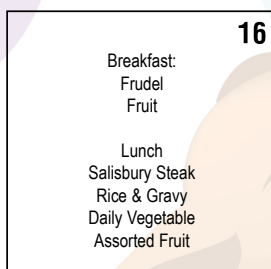 16
Breakfast:
Frudel
Fruit
Lunch
Salisbury Steak
Rice & Gravy
Daily Vegetable
Assorted Fruit